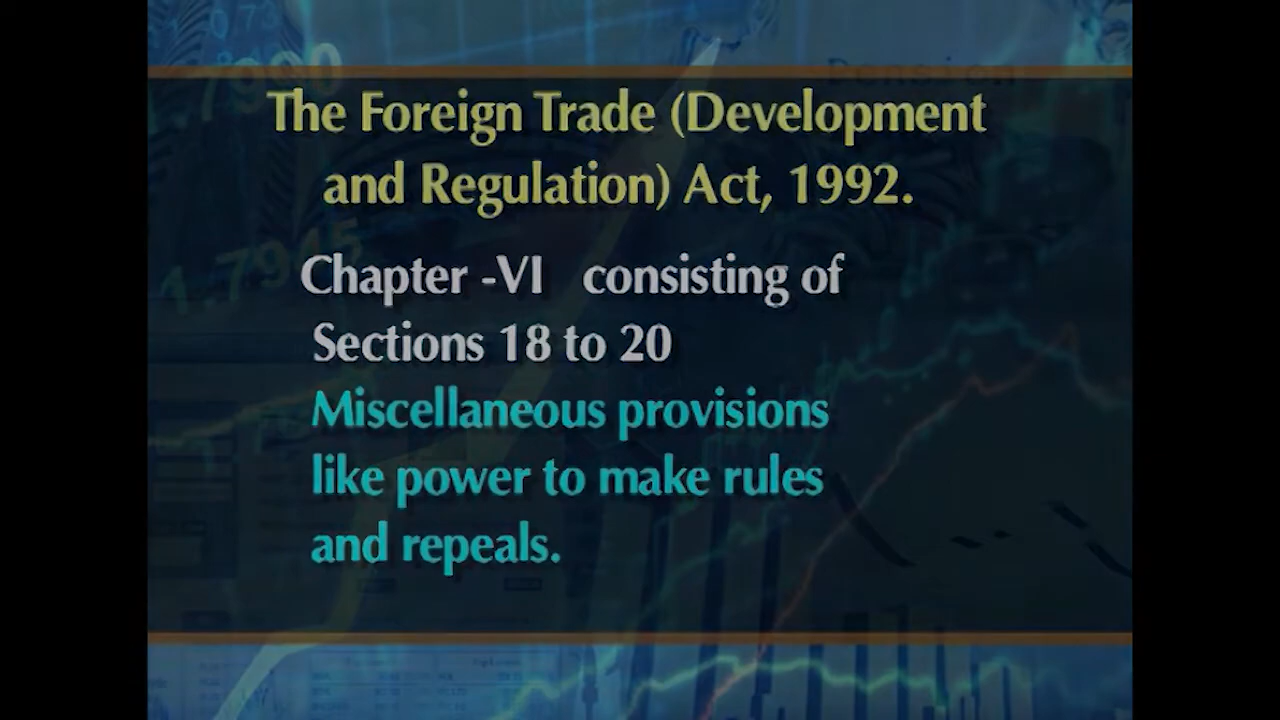 The Foreign Trade (Development
and Regulation) Act, 1992.
Chapter -VI consisting of
Sections 18 to 20
Miscellaneous provisions
like power to make rules
and repeals.